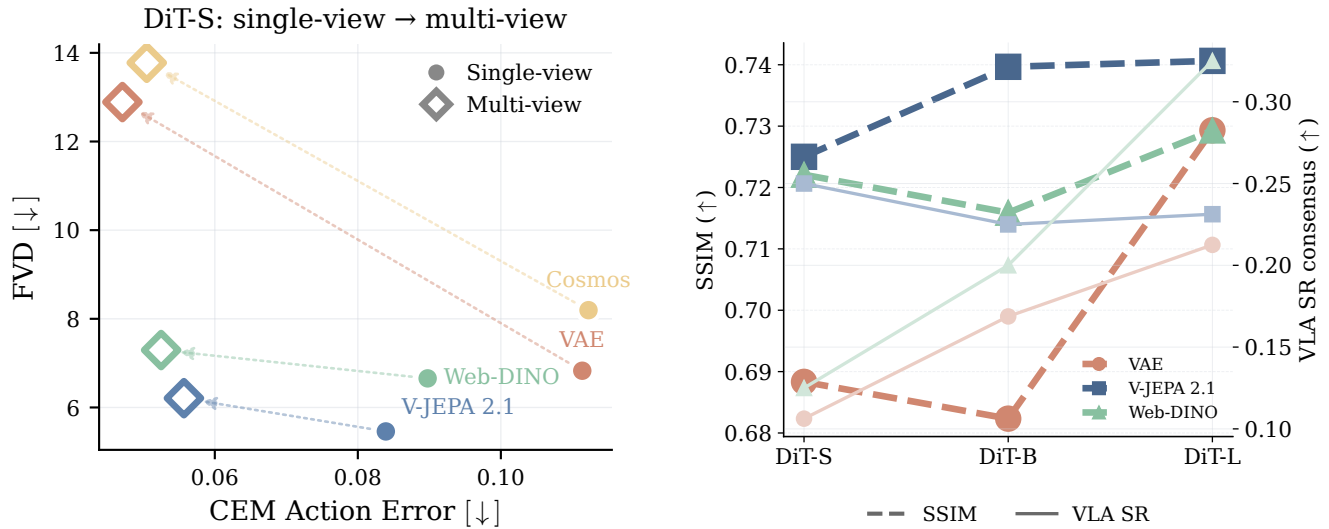 DiT-S: single-view → multi-view
FVD [↓]
14
12
10
8
6
Single-view
Multi-view
Cosmos
VAE
Web-DINO
V-JEPA 2.1
0.06
0.08
0.10
CEM Action Error [↓]
SSIM (↑)
0.74
0.73
0.72
0.71
0.70
0.69
0.68
VAE
V-JEPA 2.1
Web-DINO
DiT-S
DiT-B
DiT-L
0.30
0.25
0.20
0.15
0.10
VLA SR consensus (↑)
SSIM
VLA SR